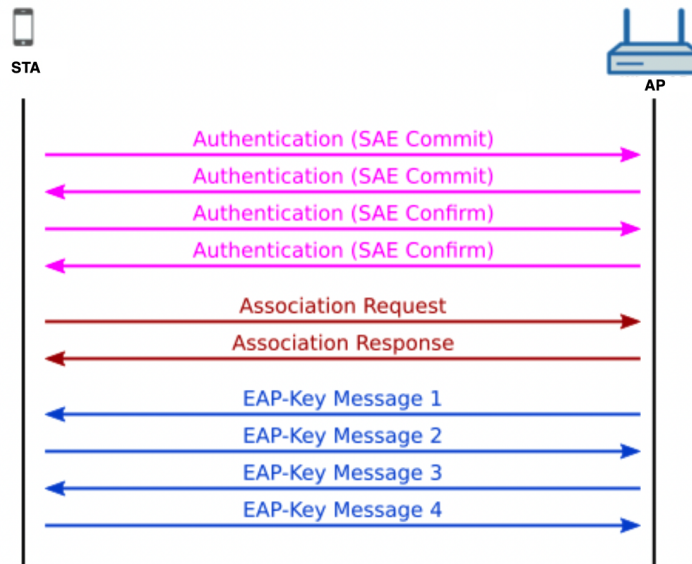 STA
AP
Authentication (SAE Commit)
Authentication (SAE Commit)
Authentication (SAE Confirm)
Authentication (SAE Confirm)
Association Request
Association Response
EAP-Key Message 1
EAP-Key Message 2
EAP-Key Message 3
EAP-Key Message 4